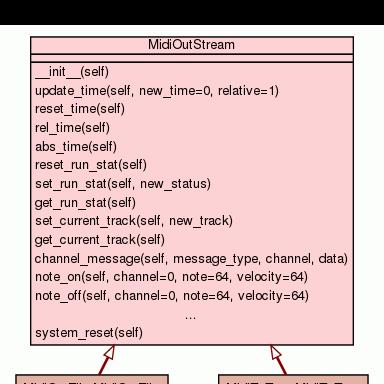 MidiOutStream
__init__(self)
update_time(self, new_time=0, relative=1)
reset_time(self)
rel_time(self)
abs_time(self)
reset_run_stat(self)
set_run_stat(self, new_status)
get_run_stat(self)
set_current_track(self, new_track)
get_current_track(self)
channel_message(self, message_type, channel, data)
note_on(self, channel=0, note=64, velocity=64)
note_off(self, channel=0, note=64, velocity=64)
...
system_reset(self)